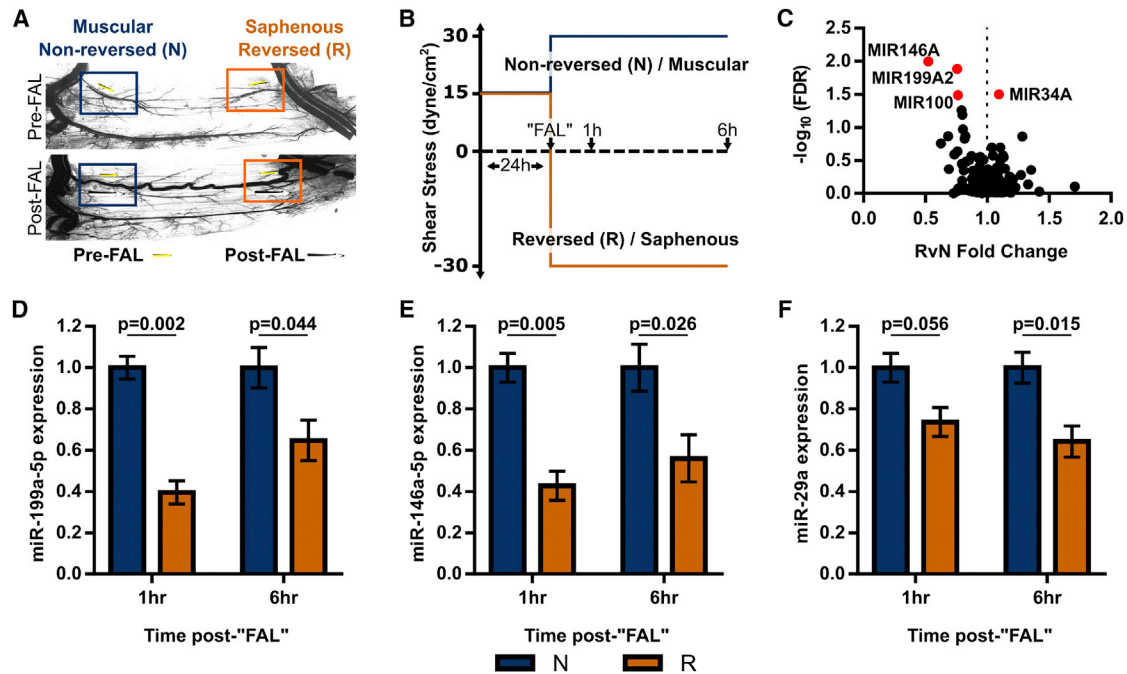 A
Muscular
Non-reversed (N)
Saphenous
Reversed (R)
Pre-FAL
Post-FAL
Pre-FAL
Post-FAL
B
Shear Stress (dyne/cm²)
30
15
0
-30
Non-reversed (N) / Muscular
"FAL"
1h
6h
24h
Reversed (R) / Saphenous
C
-log₁₀ (FDR)
2.5
2.0
1.5
1.0
0.5
0.0
MIR146A
MIR199A2
MIR100
MIR34A
0.0
0.5
1.0
1.5
2.0
RvN Fold Change
D
miR-199a-5p expression
1.2
1.0
0.8
0.6
0.4
0.2
0.0
p=0.002
p=0.044
1hr
6hr
Time post-"FAL"
E
miR-146a-5p expression
1.2
1.0
0.8
0.6
0.4
0.2
0.0
p=0.005
p=0.026
1hr
6hr
Time post-"FAL"
F
miR-29a expression
1.2
1.0
0.8
0.6
0.4
0.2
0.0
p=0.056
p=0.015
1hr
6hr
Time post-"FAL"
N
R